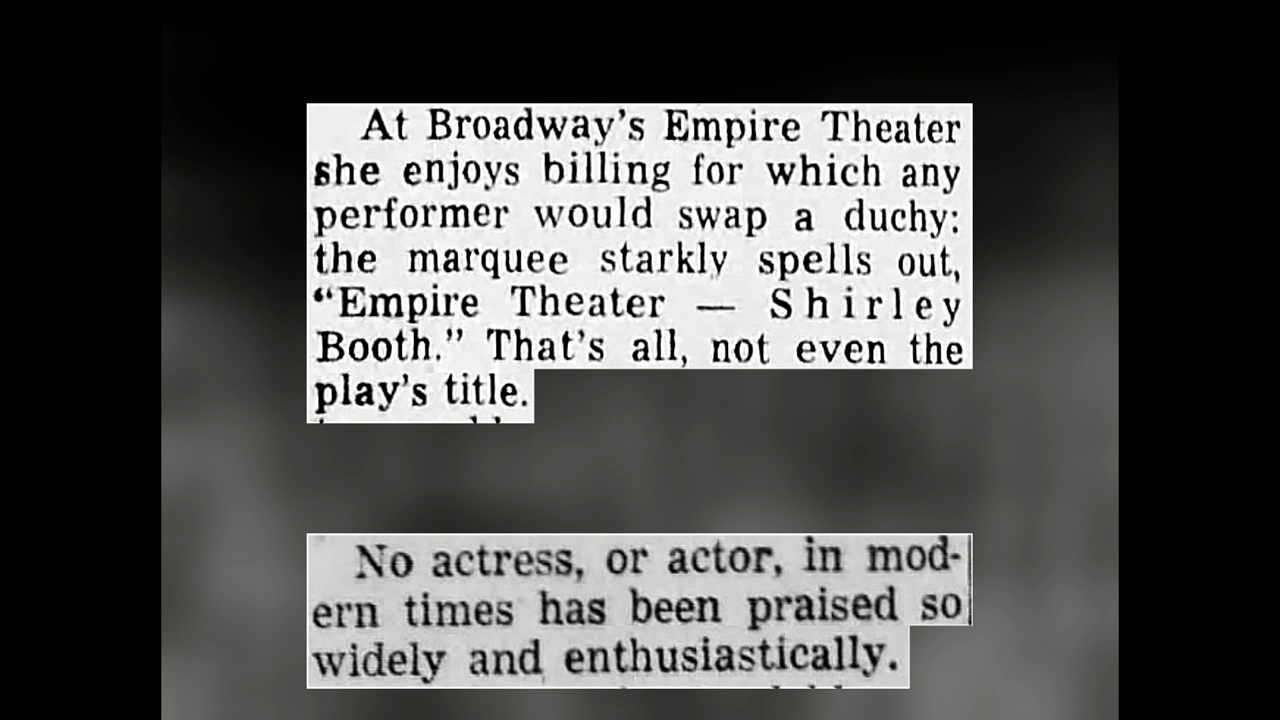 At Broadway's Empire Theater
she enjoys billing for which any
performer would swap a duchy:
the marquee starkly spells out,
“Empire Theater — Shirley
Booth.” That's all, not even the
play's title.
No actress, or actor, in mod-
ern times has been praised so
widely and enthusiastically.